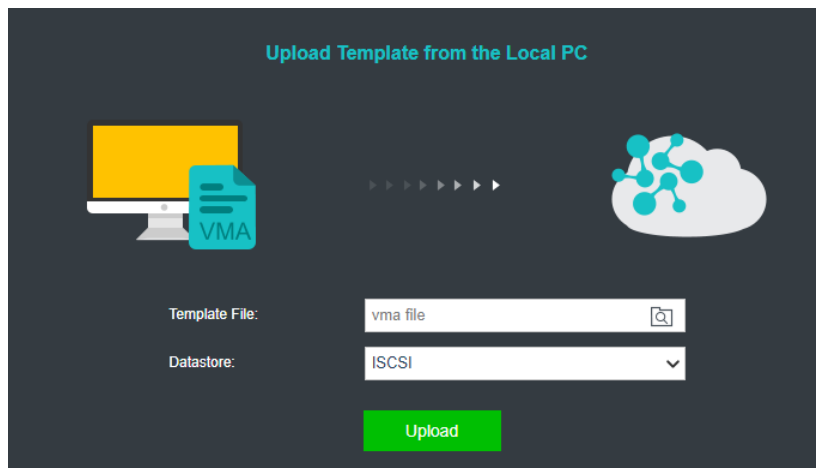 Upload Template from the Local PC
VMA
Template File: vma file
Datastore: ISCSI
Upload